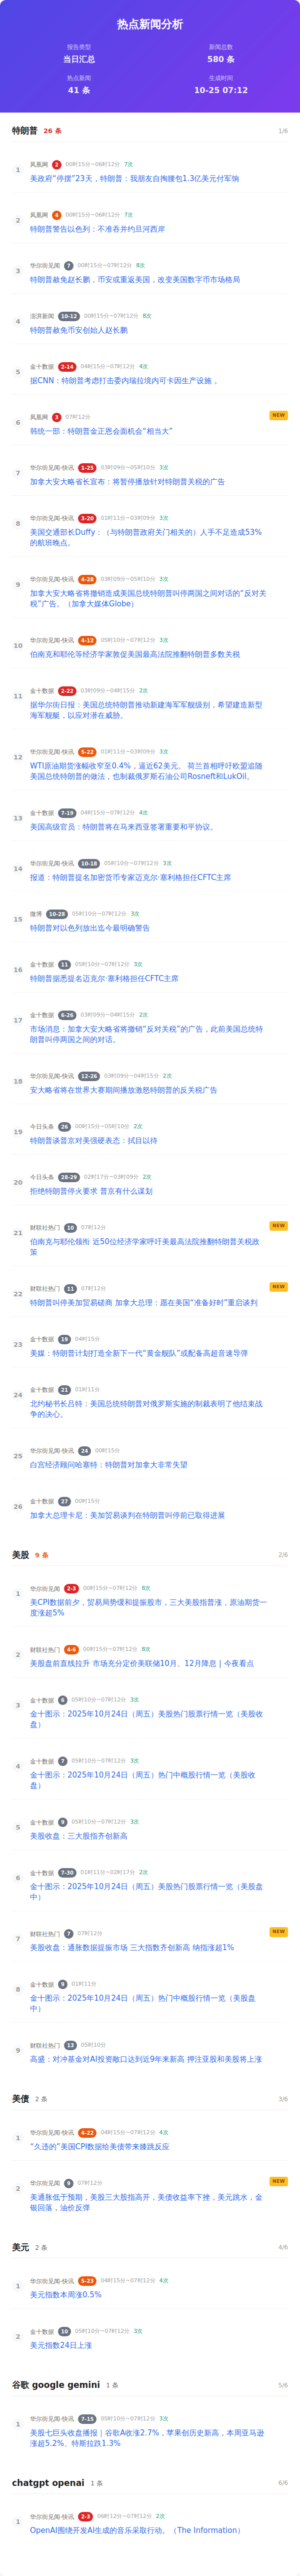 热点新闻分析
报告类型
新闻总数
当日汇总
580 条
热点新闻
生成时间
41 条
10-25 07:12
特朗普 26 条 1/6
1 凤凰网 2 00时15分~06时12分 7次
美政府“停摆”23天，特朗普：我朋友自掏腰包1.3亿美元付军饷
2 凤凰网 4 00时15分~06时12分 7次
特朗普警告以色列：不准吞并约旦河西岸
3 华尔街见闻 7 00时15分~07时12分 8次
特朗普赦免赵长鹏，币安或重返美国，改变美国数字币市场格局
4 澎湃新闻 10-12 00时15分~07时12分 8次
特朗普赦免币安创始人赵长鹏
5 金十数据 2-14 04时15分~07时12分 4次
据CNN：特朗普考虑打击委内瑞拉境内可卡因生产设施 。
6 凤凰网 3 07时12分 NEW
韩统一部：特朗普金正恩会面机会“相当大”
7 华尔街见闻-快讯 1-25 03时09分~05时10分 3次
加拿大安大略省长宣布：将暂停播放针对特朗普关税的广告
8 华尔街见闻-快讯 3-20 01时11分~03时09分 3次
美国交通部长Duffy：（与特朗普政府关门相关的）人手不足造成53%
的航班晚点。
9 华尔街见闻-快讯 4-28 03时09分~05时10分 3次
加拿大安大略省将撤销造成美国总统特朗普叫停两国之间对话的“反对关
税”广告。（加拿大媒体Globe）
10 华尔街见闻-快讯 4-12 05时10分~07时12分 3次
伯南克和耶伦等经济学家敦促美国最高法院推翻特朗普多数关税
11 金十数据 2-22 03时09分~04时15分 2次
据华尔街日报：美国总统特朗普推动新建海军军舰级别，希望建造新型
海军舰艇，以应对潜在威胁。
12 华尔街见闻-快讯 5-22 01时11分~03时09分 3次
WTI原油期货涨幅收窄至0.4%，逼近62美元。 荷兰首相呼吁欧盟追随
美国总统特朗普的做法，也制裁俄罗斯石油公司Rosneft和LukOil。
13 金十数据 7-19 04时15分~07时12分 4次
美国高级官员：特朗普将在马来西亚签署重要和平协议。
14 华尔街见闻-快讯 10-18 05时10分~07时12分 3次
报道：特朗普提名加密货币专家迈克尔·塞利格担任CFTC主席
15 微博 10-28 05时10分~07时12分 3次
特朗普对以色列放出迄今最明确警告
16 金十数据 11 05时10分~07时12分 3次
特朗普据悉提名迈克尔·塞利格担任CFTC主席
17 金十数据 6-26 03时09分~04时15分 2次
市场消息：加拿大安大略省将撤销“反对关税”的广告，此前美国总统特
朗普叫停两国之间的对话。
18 华尔街见闻-快讯 12-26 03时09分~04时15分 2次
安大略省将在世界大赛期间播放激怒特朗普的反关税广告
19 今日头条 26 00时15分~05时10分 2次
特朗普谈普京对美强硬表态：拭目以待
20 今日头条 28-29 02时17分~03时09分 2次
拒绝特朗普停火要求 普京有什么谋划
21 财联社热门 10 07时12分 NEW
伯南克与耶伦领衔 近50位经济学家呼吁美最高法院推翻特朗普关税政
策
22 财联社热门 11 07时12分 NEW
特朗普叫停美加贸易磋商 加拿大总理：愿在美国“准备好时”重启谈判
23 金十数据 19 04时15分
美媒：特朗普计划打造全新下一代“黄金舰队”或配备高超音速导弹
24 金十数据 21 01时11分
北约秘书长吕特：美国总统特朗普对俄罗斯实施的制裁表明了他结束战
争的决心。
25 华尔街见闻-快讯 24 00时15分
白宫经济顾问哈塞特：特朗普对加拿大非常失望
26 金十数据 27 00时15分
加拿大总理卡尼：美加贸易谈判在特朗普叫停前已取得进展
美股 9 条 2/6
1 华尔街见闻 2-3 00时15分~07时12分 8次
美CPI数据前夕，贸易局势缓和提振股市，三大美股指普涨，原油期货一
度涨超5%
2 财联社热门 4-6 00时15分~07时12分 8次
美股盘前直线拉升 市场充分定价美联储10月、12月降息 | 今夜看点
3 金十数据 6 05时10分~07时12分 3次
金十图示：2025年10月24日（周五）美股热门股票行情一览（美股收
盘）
4 金十数据 7 05时10分~07时12分 3次
金十图示：2025年10月24日（周五）热门中概股行情一览（美股收
盘）
5 金十数据 9 05时10分~07时12分 3次
美股收盘：三大股指齐创新高
6 金十数据 7-30 01时11分~02时17分 2次
金十图示：2025年10月24日（周五）美股热门股票行情一览（美股盘
中）
7 财联社热门 7 07时12分 NEW
美股收盘：通胀数据提振市场 三大指数齐创新高 纳指涨超1%
8 金十数据 9 01时11分
金十图示：2025年10月24日（周五）热门中概股行情一览（美股盘
中）
9 财联社热门 13 05时10分
高盛：对冲基金对AI投资敞口达到近9年来新高 押注亚股和美股将上涨
美债 2 条 3/6
1 华尔街见闻-快讯 4-22 04时15分~07时12分 4次
“久违的”美国CPI数据给美债带来膝跳反应
2 华尔街见闻 9 07时12分 NEW
美通胀低于预期，美股三大股指高开，美债收益率下挫，美元跳水，金
银回落，油价反弹
美元 2 条 4/6
1 华尔街见闻-快讯 5-23 04时15分~07时12分 4次
美元指数本周涨0.5%
2 金十数据 10 05时10分~07时12分 3次
美元指数24日上涨
谷歌 google gemini 1 条 5/6
1 华尔街见闻-快讯 7-15 05时10分~07时12分 3次
美股七巨头收盘播报｜谷歌A收涨2.7%，苹果创历史新高，本周亚马逊
涨超5.2%、特斯拉跌1.3%
chatgpt openai 1 条 6/6
1 华尔街见闻-快讯 2-3 06时12分~07时12分 2次
OpenAI围绕开发AI生成的音乐采取行动。（The Information）